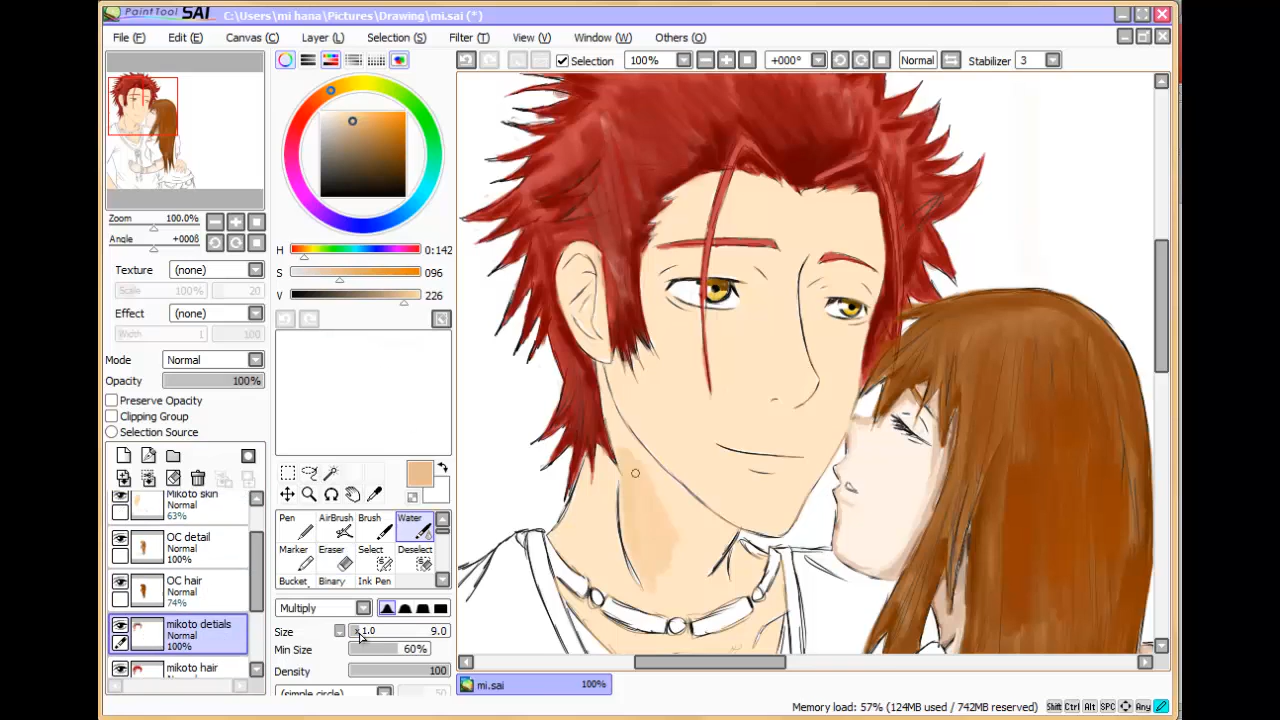 PaintTool SAI C:\Users\mi hana\Pictures\Drawing\mi.sai (*)
File (F) Edit (E) Canvas (C) Layer (L) Selection (S) Filter (T) View (V) Window (W) Others (O)
Selection 100% +000° Normal Stabilizer 3
Zoom 100.0%
Angle +000δ
H 0:142
S 096
V 226
Texture (none)
Scale 100% 20
Effect (none)
Width 1 100
Mode Normal
Opacity 100%
Preserve Opacity
Clipping Group
Selection Source
Mikoto skin
Normal
63%
OC detail
Normal
100%
OC hair
Normal
74%
mikoto detials
Normal
100%
mikoto hair
Pen AirBrush Brush Water
Marker Eraser Select Deselect
Bucket Binary Ink Pen
Multiply
Size x1.0 9.0
Min Size 60%
Density 100
(simple circle) 50
mi.sai 100%
Memory load: 57% (124MB used / 742MB reserved) Shift Ctrl Alt SPC Any